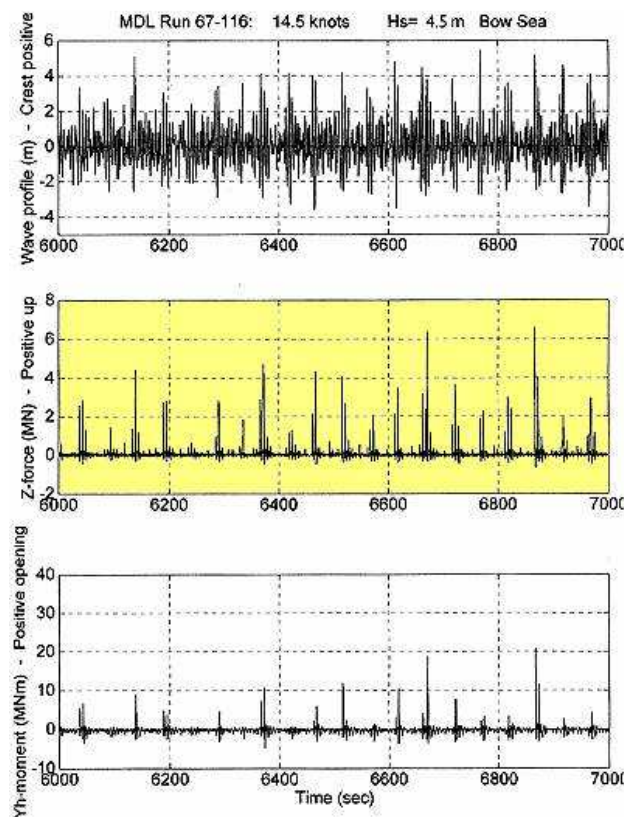 MDL Run 67-116: 14.5 knots Hs= 4.5 m Bow Sea
Wave profile (m) - Crest positive
6
4
2
0
-2
-4
6000 6200 6400 6600 6800 7000
Z-force (MN) - Positive up
8
6
4
2
0
-2
6000 6200 6400 6600 6800 7000
Yh-moment (MNm) - Positive opening
40
30
20
10
0
-10
6000 6200 6400 6600 6800 7000
Time (sec)